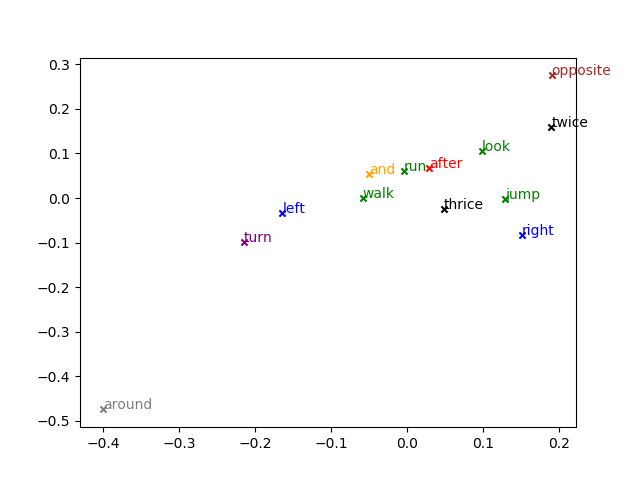 0.3
0.2
0.1
0.0
−0.1
−0.2
−0.3
−0.4
−0.5
opposite
twice
look
after
run
and
walk
jump
thrice
left
right
turn
around
−0.4 −0.3 −0.2 −0.1 0.0 0.1 0.2